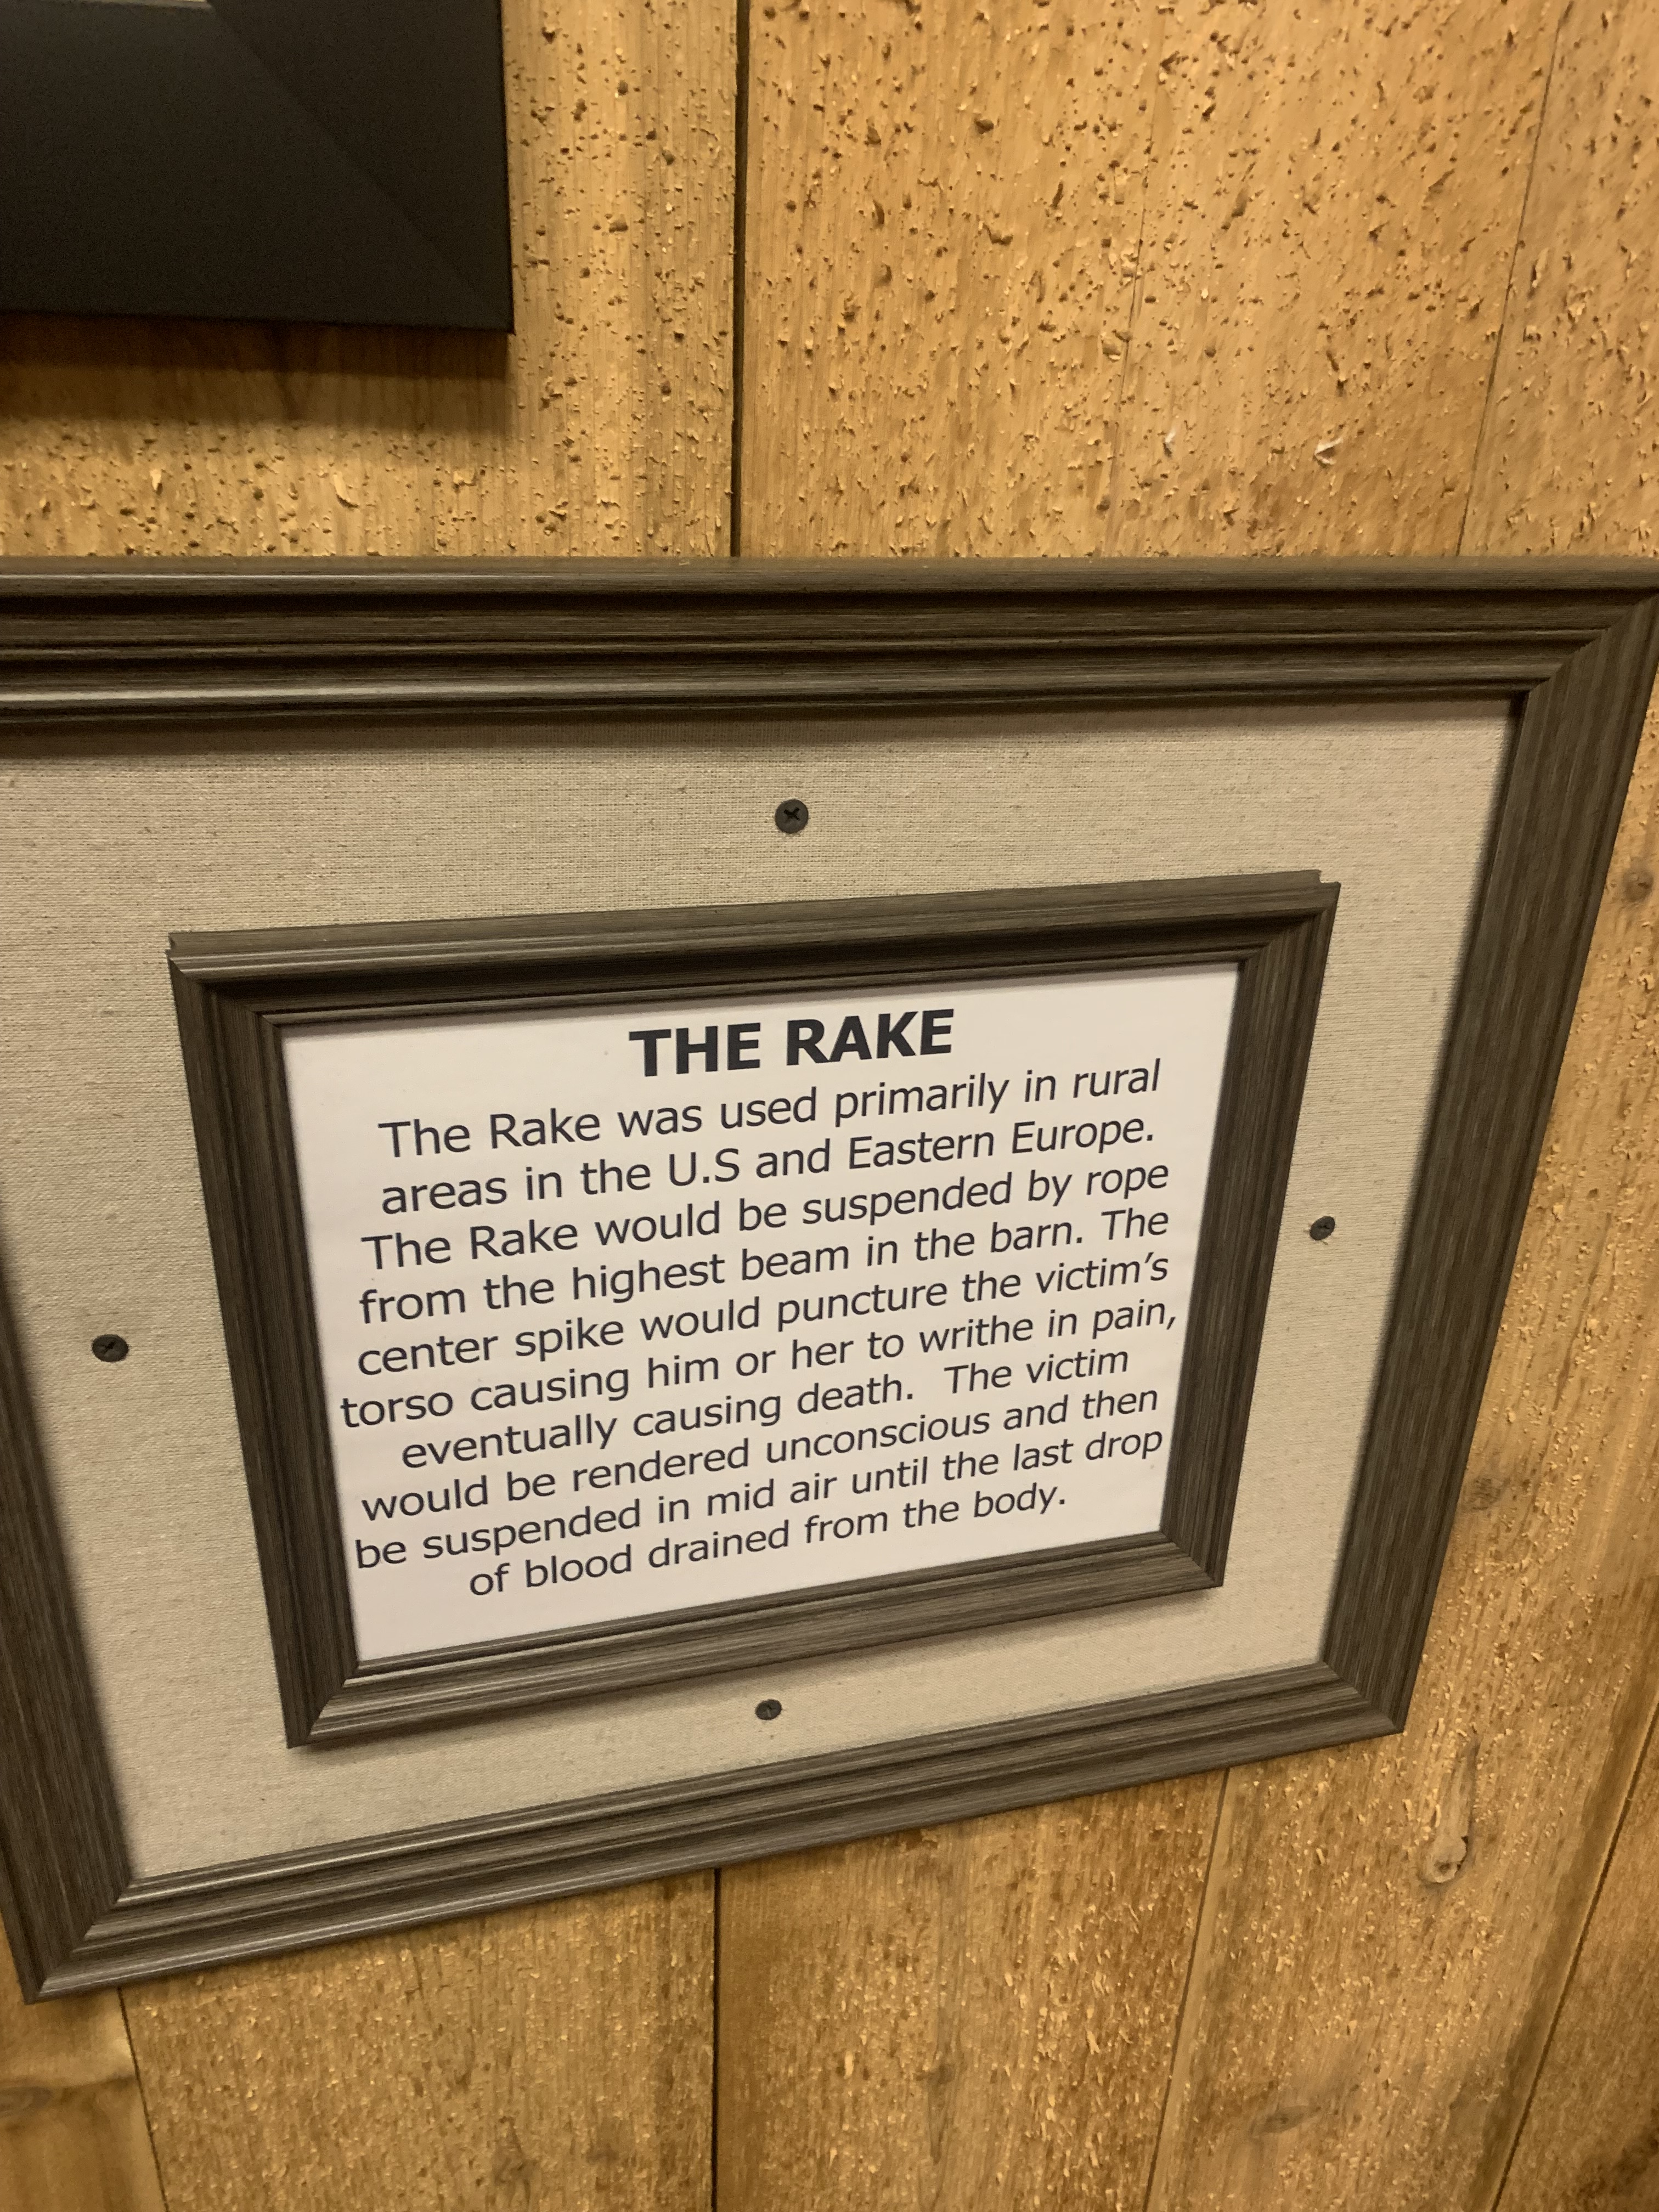 THE RAKE
The Rake was used primarily in rural
areas in the U.S and Eastern Europe.
The Rake would be suspended by rope
from the highest beam in the barn. The
center spike would puncture the victim’s
torso causing him or her to writhe in pain,
eventually causing death. The victim
would be rendered unconscious and then
be suspended in mid air until the last drop
of blood drained from the body.